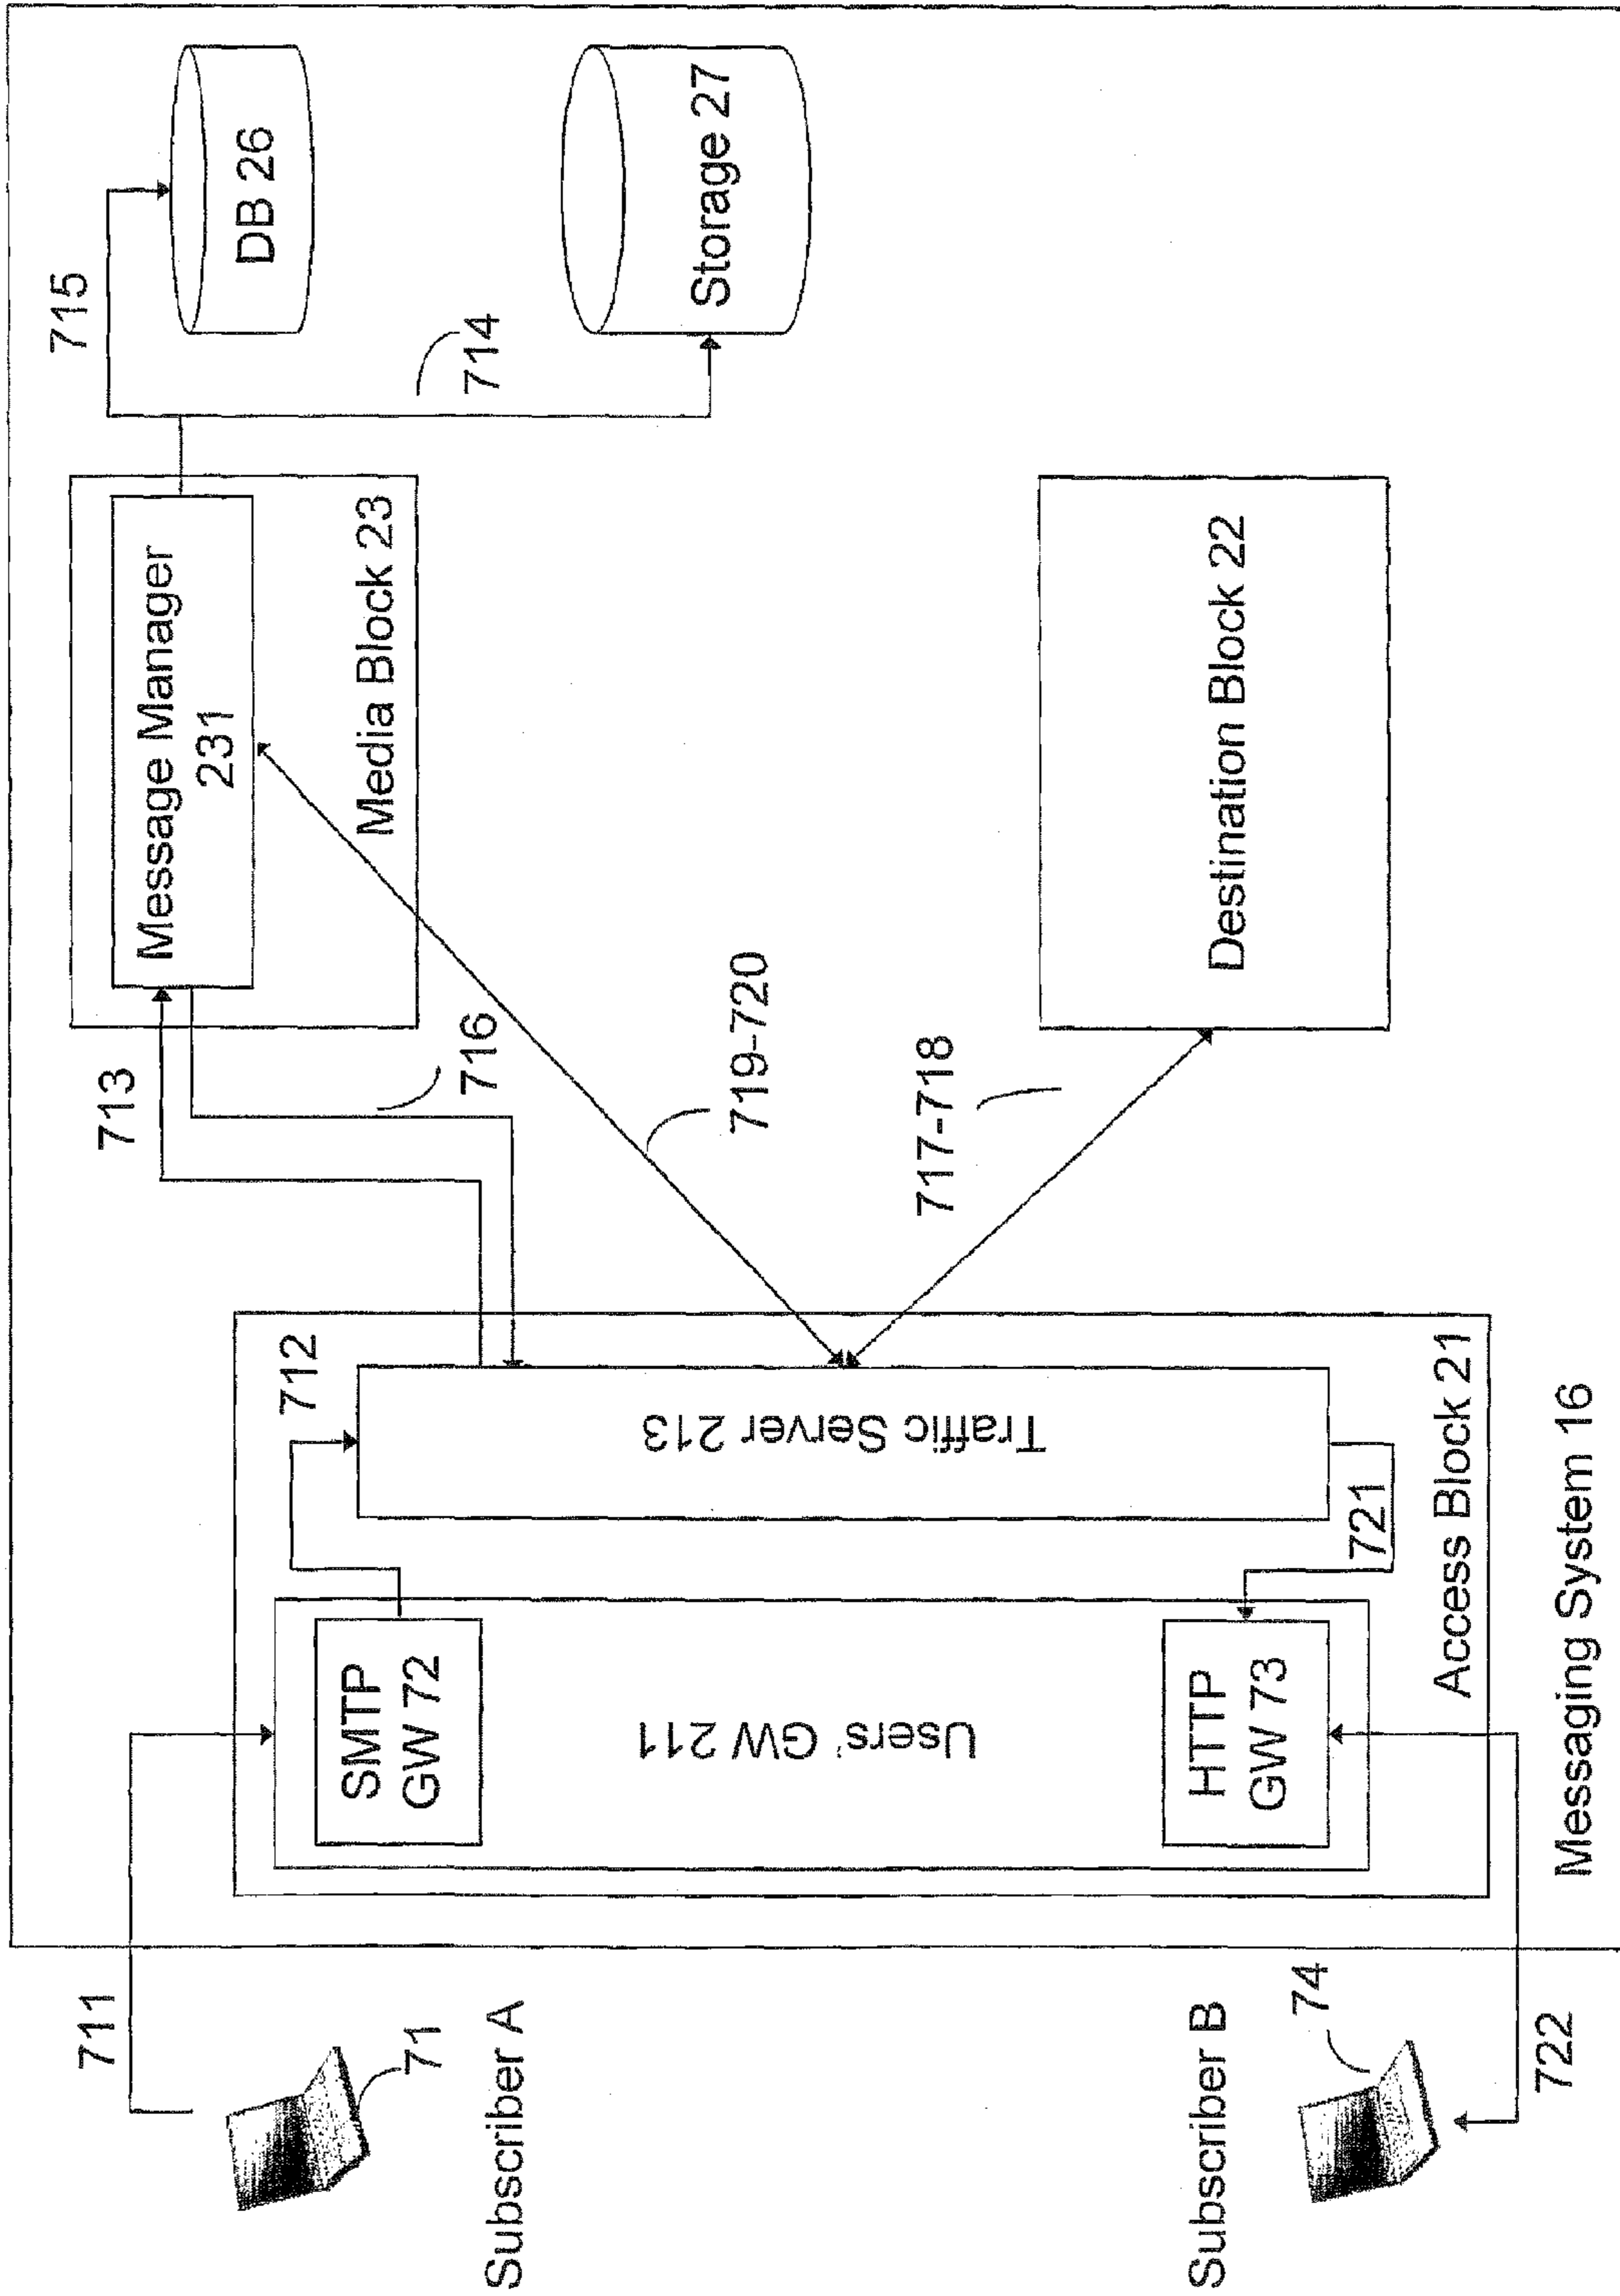 Subscriber A
71
711
Subscriber B
74
722
Messaging System 16
Access Block 21
Users' GW 211
SMTP
GW 72
HTTP
GW 73
712
Traffic Server 213
721
713
716
719-720
717-718
Message Manager
231
Media Block 23
Destination Block 22
715
714
DB 26
Storage 27